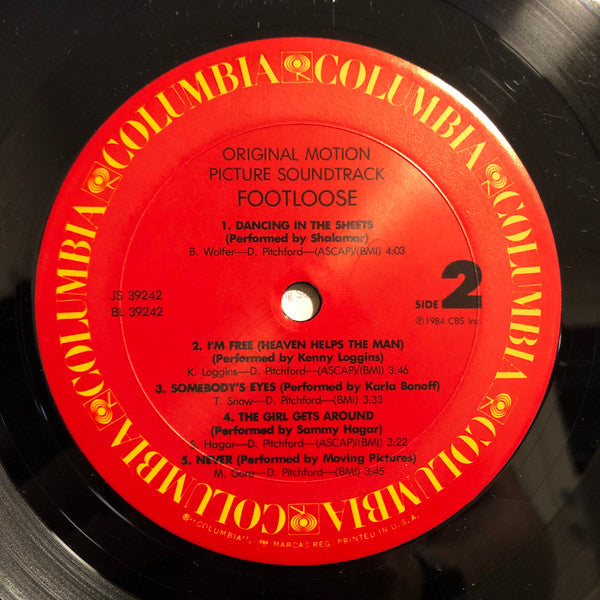 COLUMBIA COLUMBIA COLUMBIA COLUMBIA COLUMBIA COLUMBIA COLUMBIA COLUMBIA
ORIGINAL MOTION
PICTURE SOUNDTRACK
FOOTLOOSE
1. DANCING IN THE SHEETS
(Performed by Shalamar)
B. Wolfer—D. Pitchford—(ASCAP)/(BMI) 4:03
JS 39242
BL 39242
SIDE 2
℗1984 CBS Inc.
2. I'M FREE (HEAVEN HELPS THE MAN)
(Performed by Kenny Loggins)
K. Loggins—D. Pitchford—(ASCAP)/(BMI) 3:46
3. SOMEBODY'S EYES (Performed by Karla Bonoff)
T. Snow—D. Pitchford—(BMI) 3:33
4. THE GIRL GETS AROUND
(Performed by Sammy Hagar)
S. Hagar—D. Pitchford—(ASCAP)/(BMI) 3:22
5. NEVER (Performed by Moving Pictures)
M. Gore—D. Pitchford—(BMI) 3:45
"COLUMBIA", MARCAS REG. PRINTED IN U.S.A.